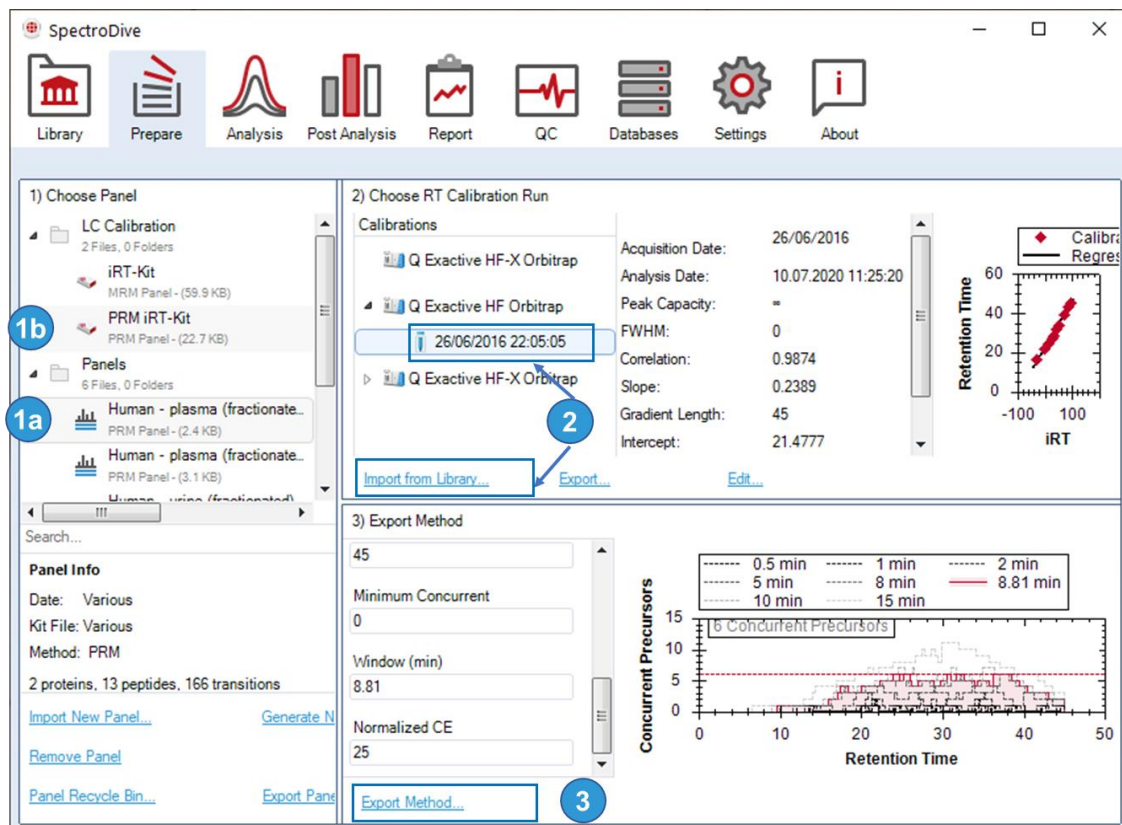 SpectroDive
Library
Prepare
Analysis
Post Analysis
Report
QC
Databases
Settings
About
1) Choose Panel
LC Calibration
2 Files, 0 Folders
iRT-Kit
MRM Panel - (59.9 KB)
1b
PRM iRT-Kit
PRM Panel - (22.7 KB)
Panels
6 Files, 0 Folders
1a
Human - plasma (fractionate...
PRM Panel - (2.4 KB)
Human - plasma (fractionate...
PRM Panel - (3.1 KB)
Human - urine (fractionated)
Search...
Panel Info
Date: Various
Kit File: Various
Method: PRM
2 proteins, 13 peptides, 166 transitions
Import New Panel... Generate N
Remove Panel
Panel Recycle Bin... Export Pane
2) Choose RT Calibration Run
Calibrations
Q Exactive HF-X Orbitrap
Q Exactive HF Orbitrap
26/06/2016 22:05:05
Q Exactive HF-X Orbitrap
2
Import from Library... Export... Edit...
Acquisition Date: 26/06/2016
Analysis Date: 10.07.2020 11:25:20
Peak Capacity: ∞
FWHM: 0
Correlation: 0.9874
Slope: 0.2389
Gradient Length: 45
Intercept: 21.4777
Calibra
Regres
Retention Time
60
40
20
0
-100 0 100
iRT
3) Export Method
45
Minimum Concurrent
0
Window (min)
8.81
Normalized CE
25
Export Method...
3
0.5 min 1 min 2 min
5 min 8 min 8.81 min
10 min 15 min
6 Concurrent Precursors
Concurrent Precursors
15
10
5
0
0 10 20 30 40 50
Retention Time